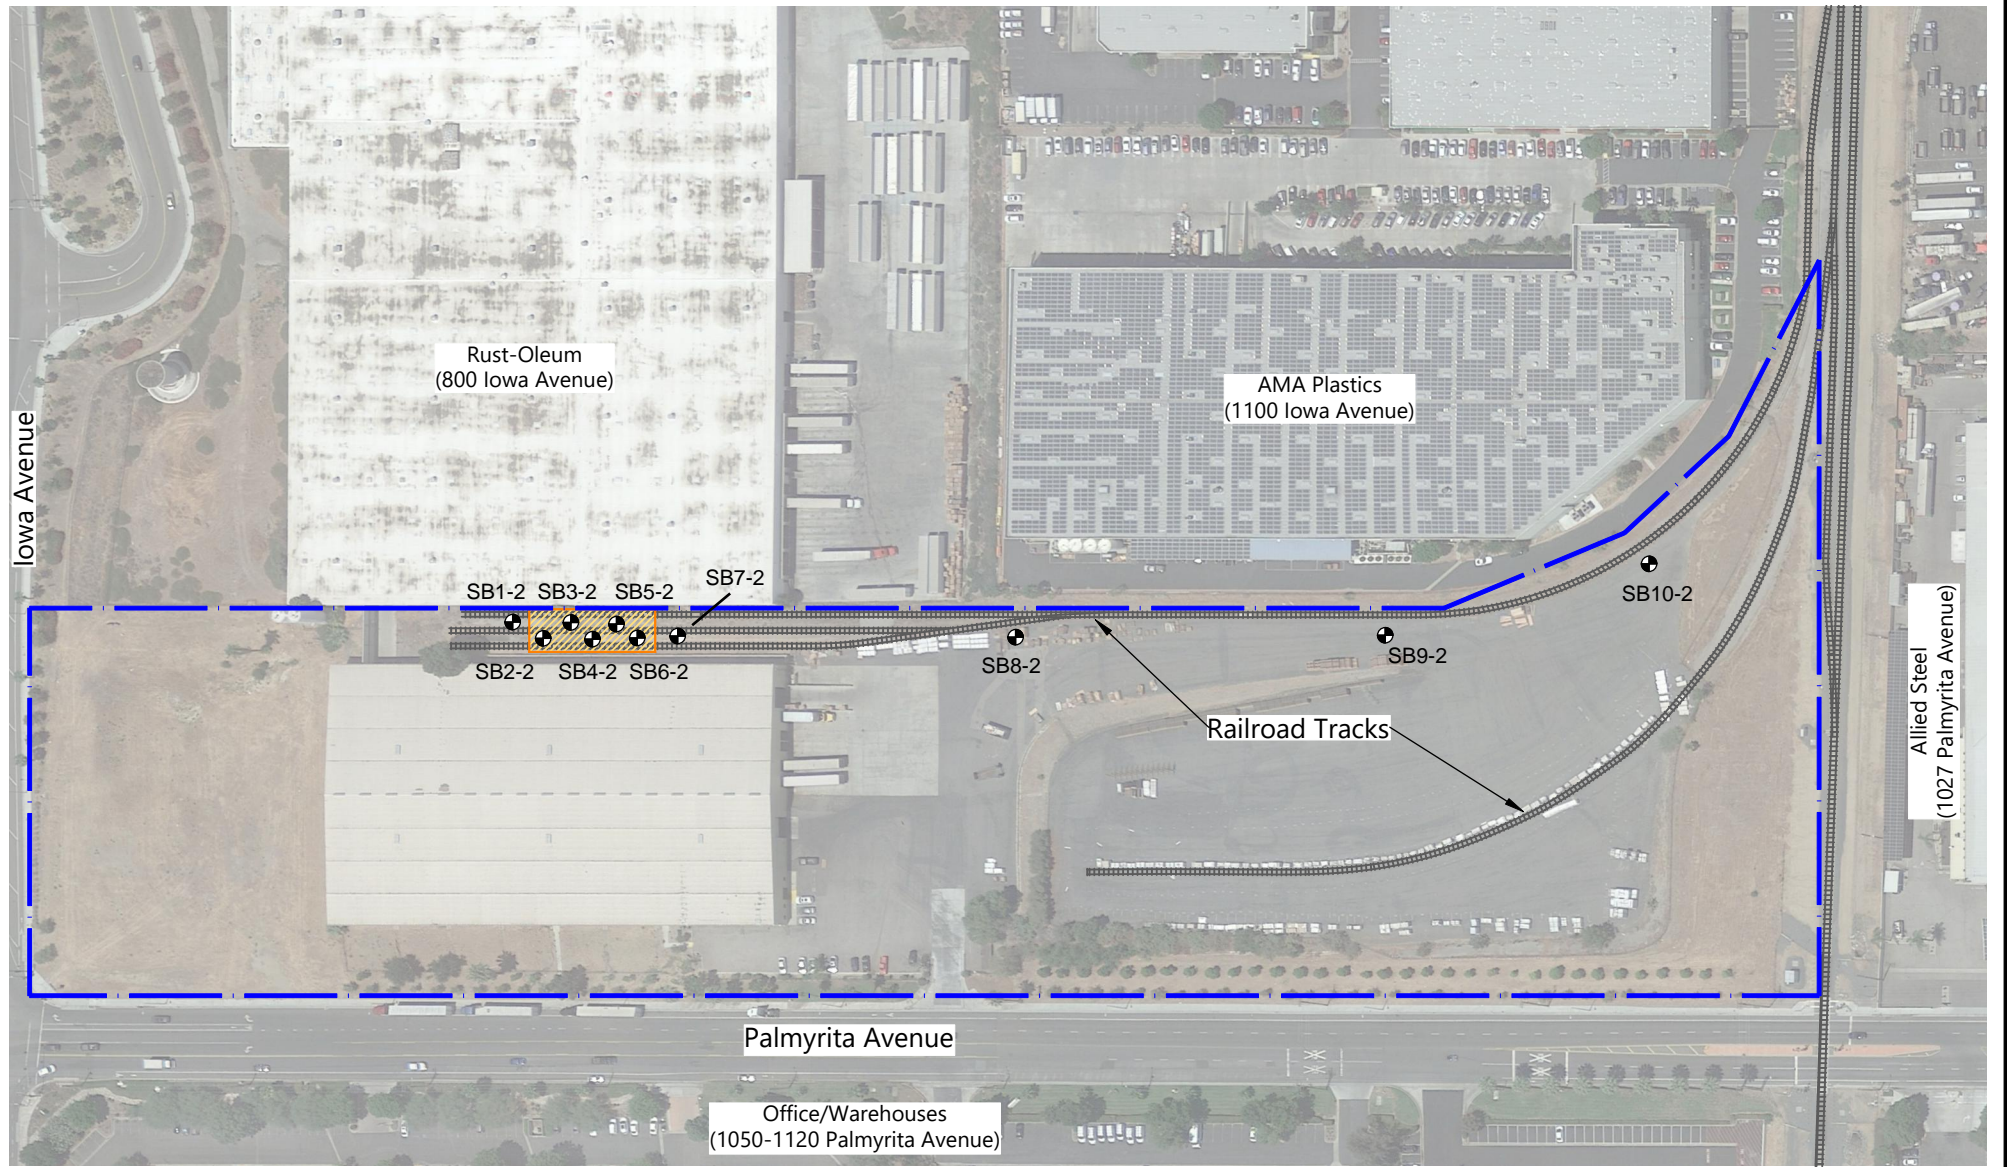 Rust-Oleum
(800 Iowa Avenue)
AMA Plastics
(1100 Iowa Avenue)
Iowa Avenue
SB1-2
SB3-2
SB5-2
SB7-2
SB10-2
SB2-2
SB4-2
SB6-2
SB8-2
SB9-2
Railroad Tracks
Allied Steel
(1027 Palmyrita Avenue)
Palmyrita Avenue
Office/Warehouses
(1050-1120 Palmyrita Avenue)